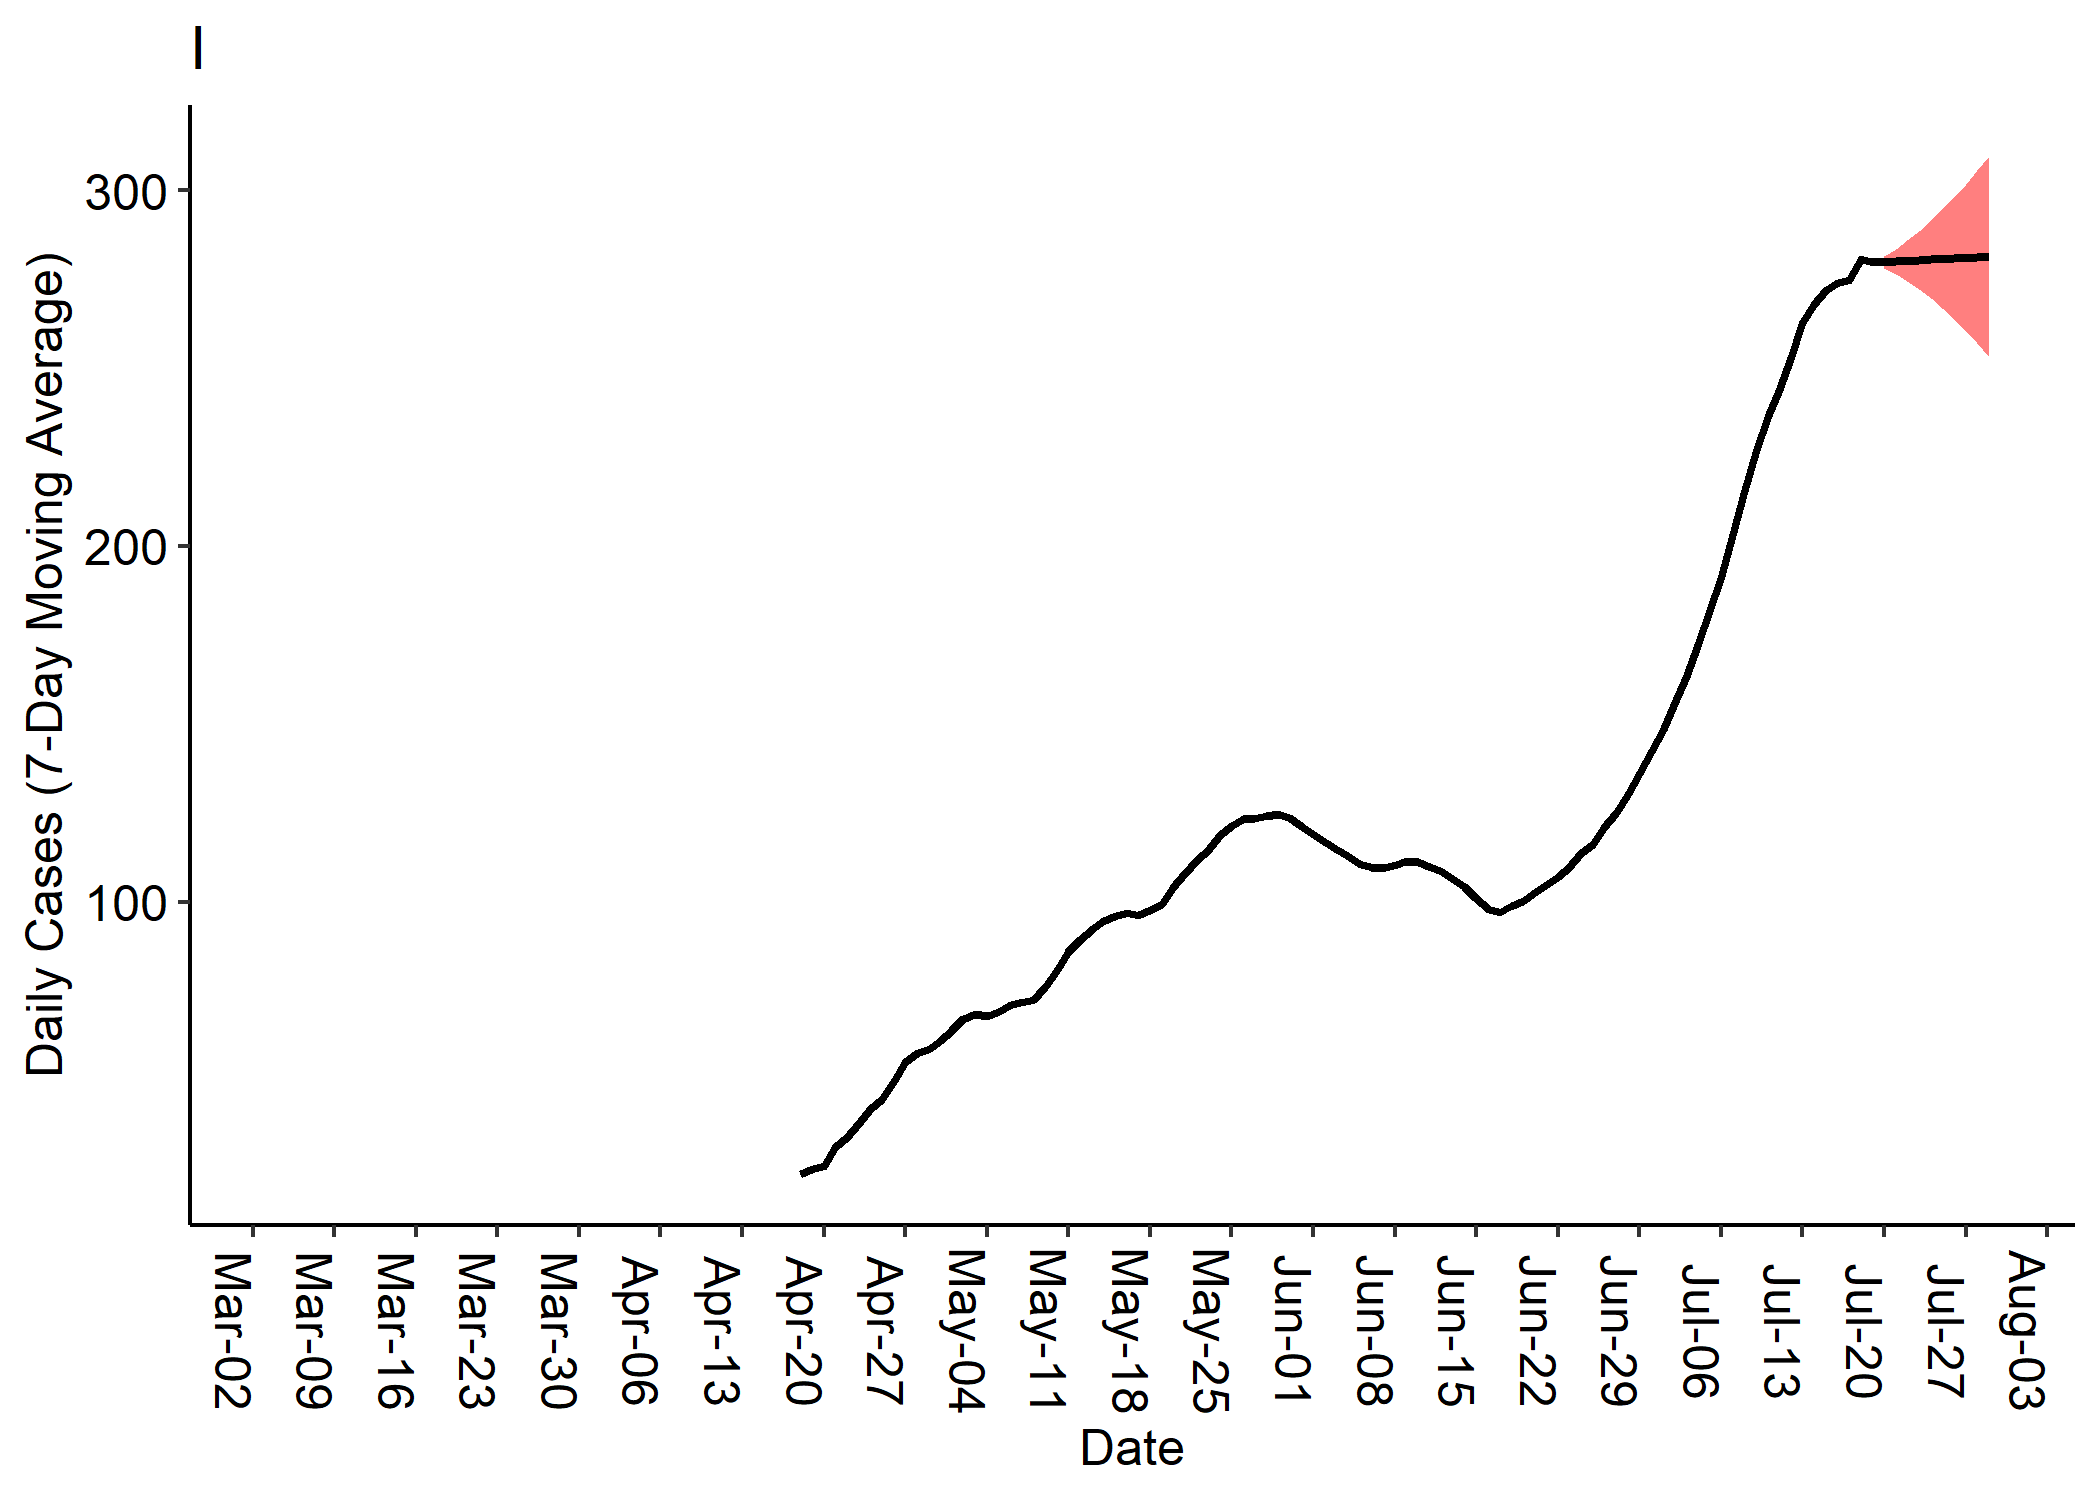 I
300
200
100
Daily Cases (7-Day Moving Average)
Mar-02
Mar-09
Mar-16
Mar-23
Mar-30
Apr-06
Apr-13
Apr-20
Apr-27
May-04
May-11
May-18
May-25
Jun-01
Jun-08
Jun-15
Jun-22
Jun-29
Jul-06
Jul-13
Jul-20
Jul-27
Aug-03
Date